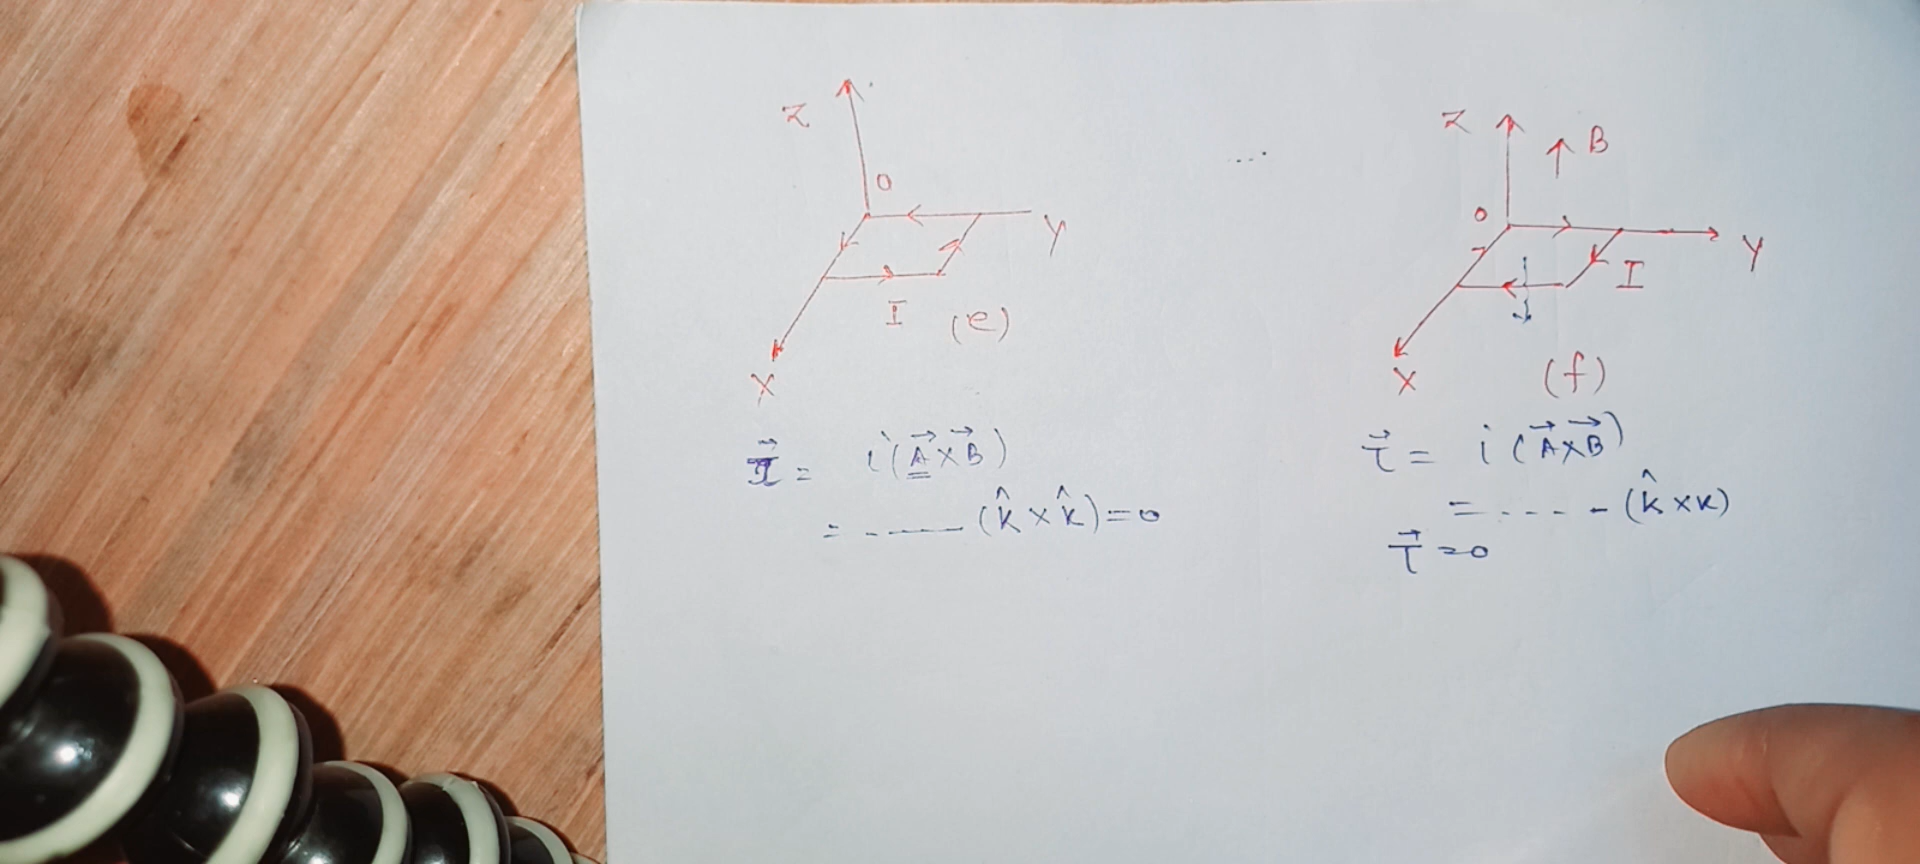 Z
O
Y
I
(e)
X
τ⃗ = i(A⃗×B⃗)
= ---- (k̂×k̂)=0
Z
B
O
Y
I
X
(f)
τ⃗ = i(A⃗×B⃗)
= ---- (k̂×k)
τ⃗ =0